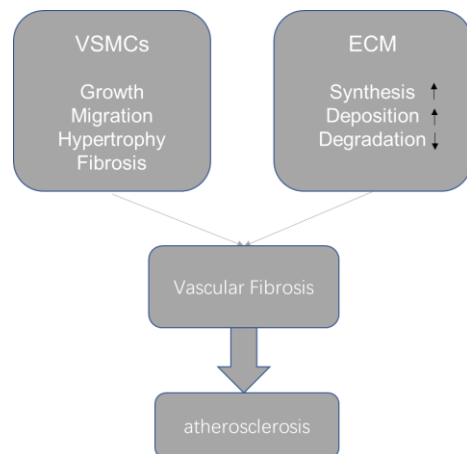 VSMCs
Growth
Migration
Hypertrophy
Fibrosis
ECM
Synthesis ↑
Deposition ↑
Degradation ↓
Vascular Fibrosis
atherosclerosis